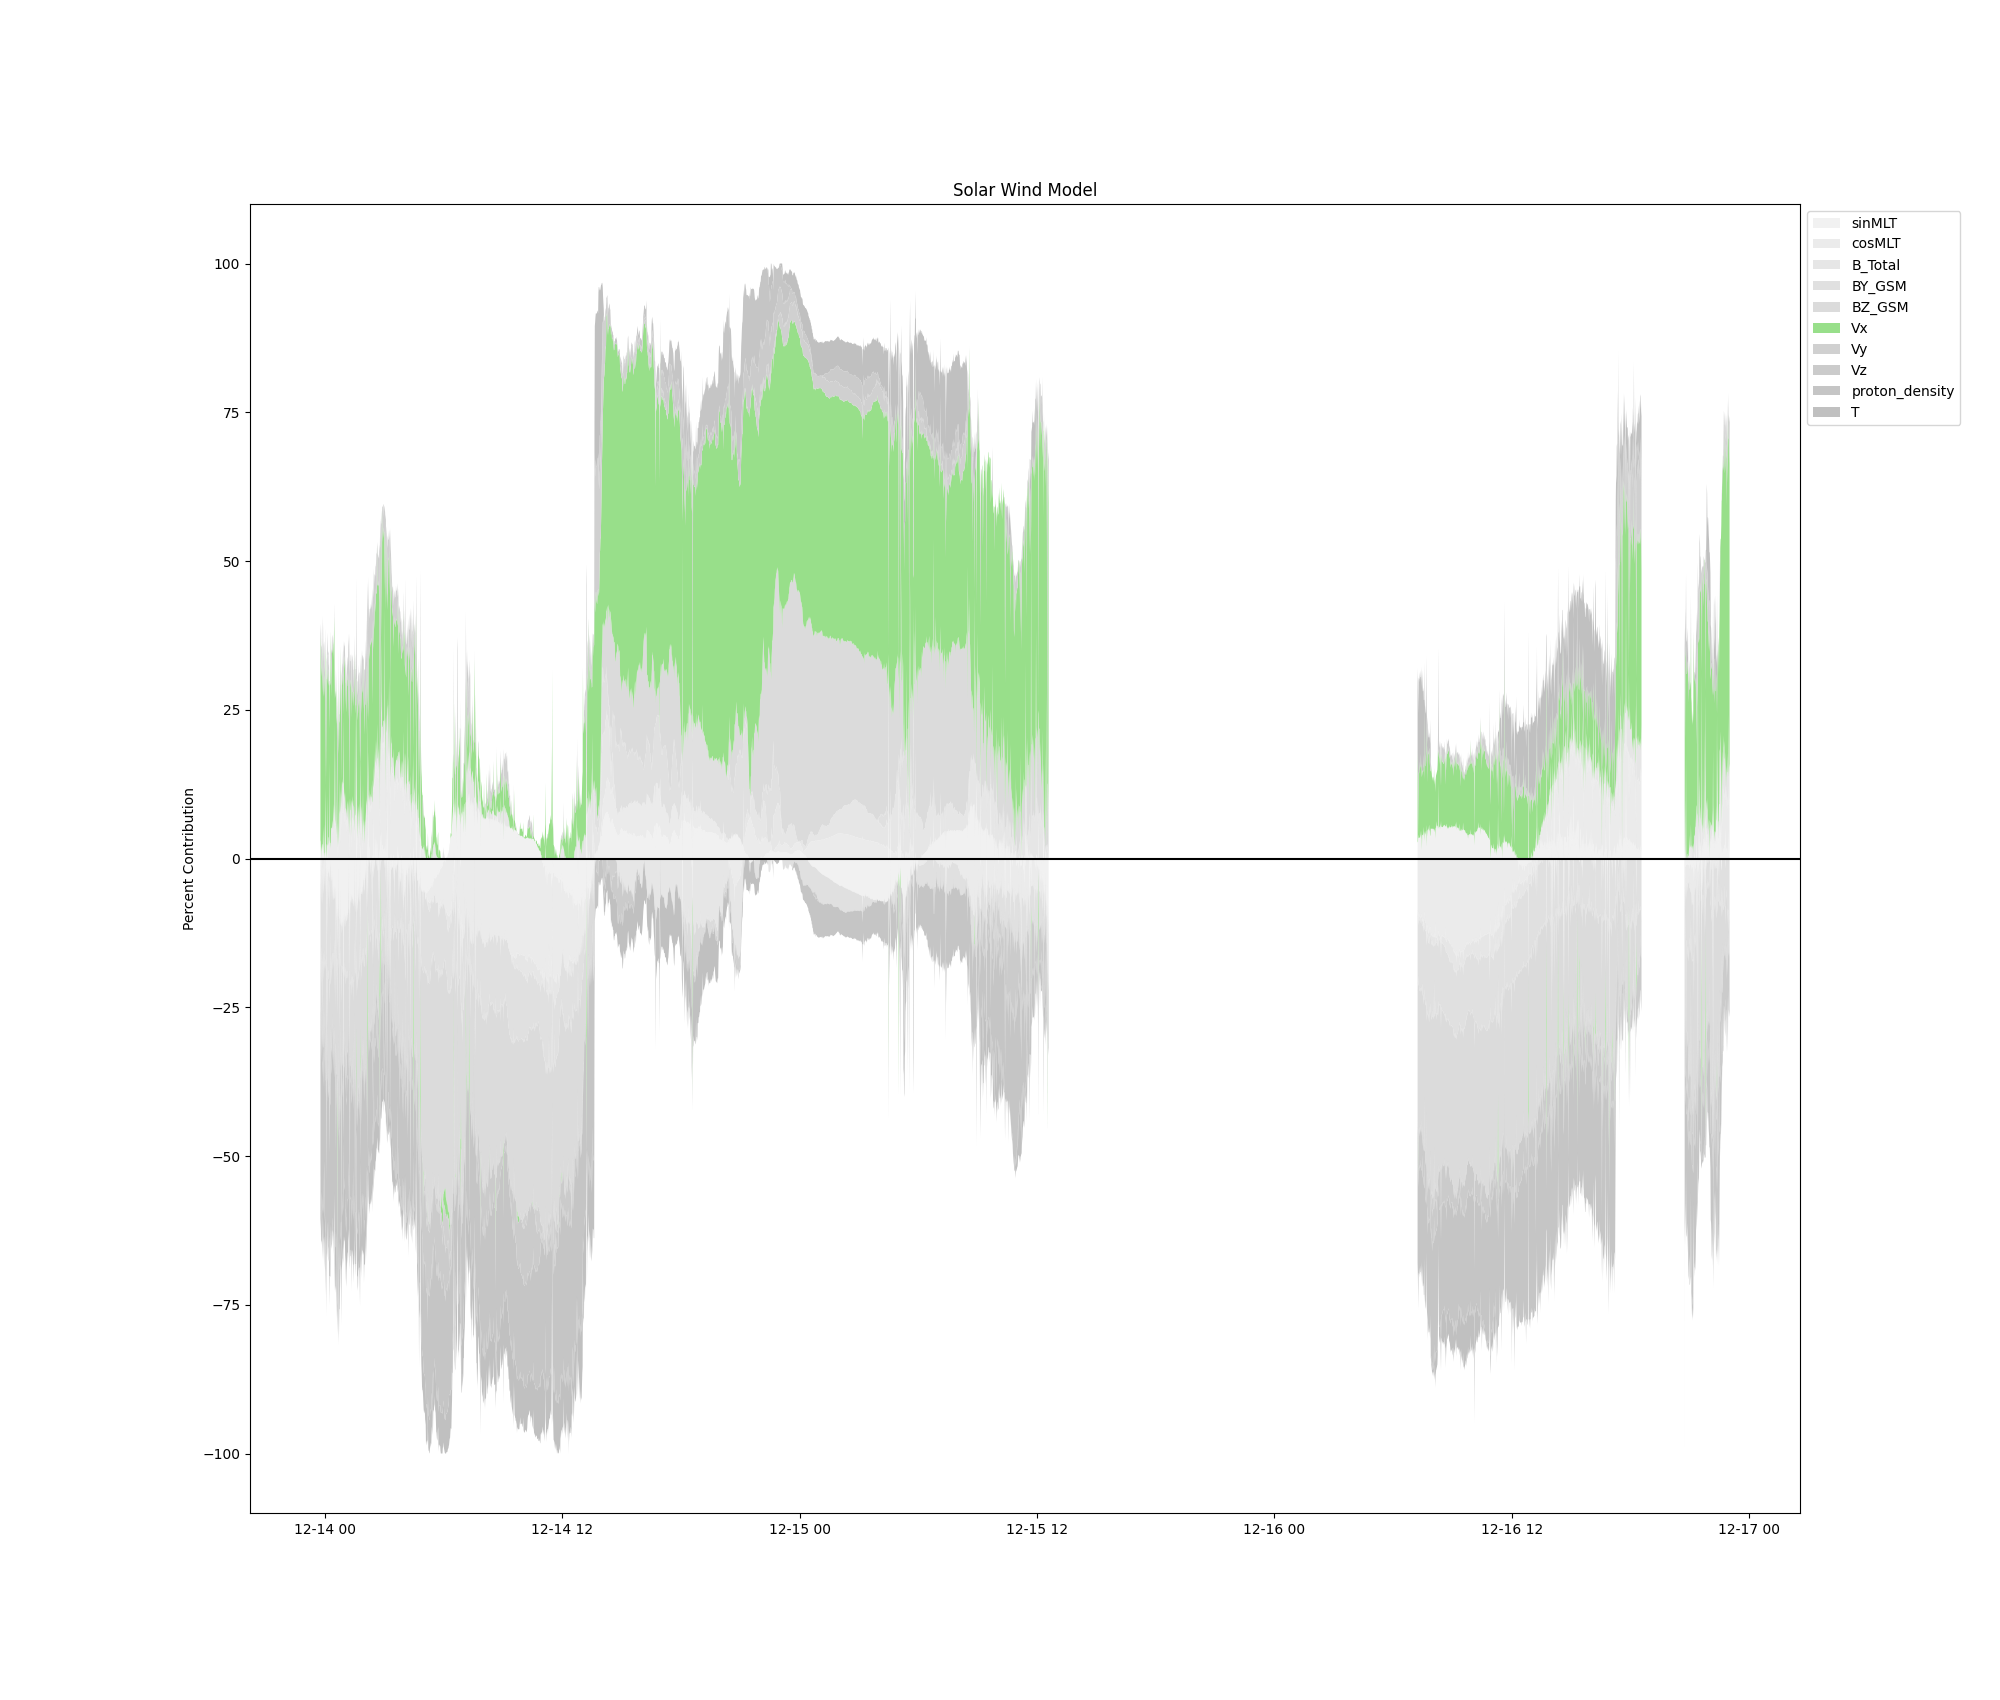 Solar Wind Model
100
75
50
25
0
−25
−50
−75
−100
Percent Contribution
12-14 00
12-14 12
12-15 00
12-15 12
12-16 00
12-16 12
12-17 00
sinMLT
cosMLT
B_Total
BY_GSM
BZ_GSM
Vx
Vy
Vz
proton_density
T